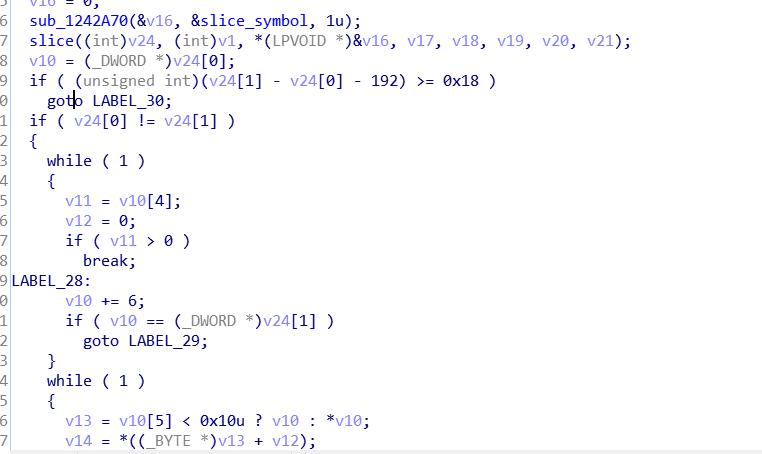 v16 = 0;
6 sub_1242A70(&v16, &slice_symbol, 1u);
7 slice((int)v24, (int)v1, *(LPVOID *)&v16, v17, v18, v19, v20, v21);
8 v10 = (_DWORD *)v24[0];
9 if ( (unsigned int)(v24[1] - v24[0] - 192) >= 0x18 )
0 goto LABEL_30;
1 if ( v24[0] != v24[1] )
2 {
3 while ( 1 )
4 {
5 v11 = v10[4];
6 v12 = 0;
7 if ( v11 > 0 )
8 break;
9 LABEL_28:
0 v10 += 6;
1 if ( v10 == (_DWORD *)v24[1] )
2 goto LABEL_29;
3 }
4 while ( 1 )
5 {
6 v13 = v10[5] < 0x10u ? v10 : *v10;
7 v14 = *((_BYTE *)v13 + v12);